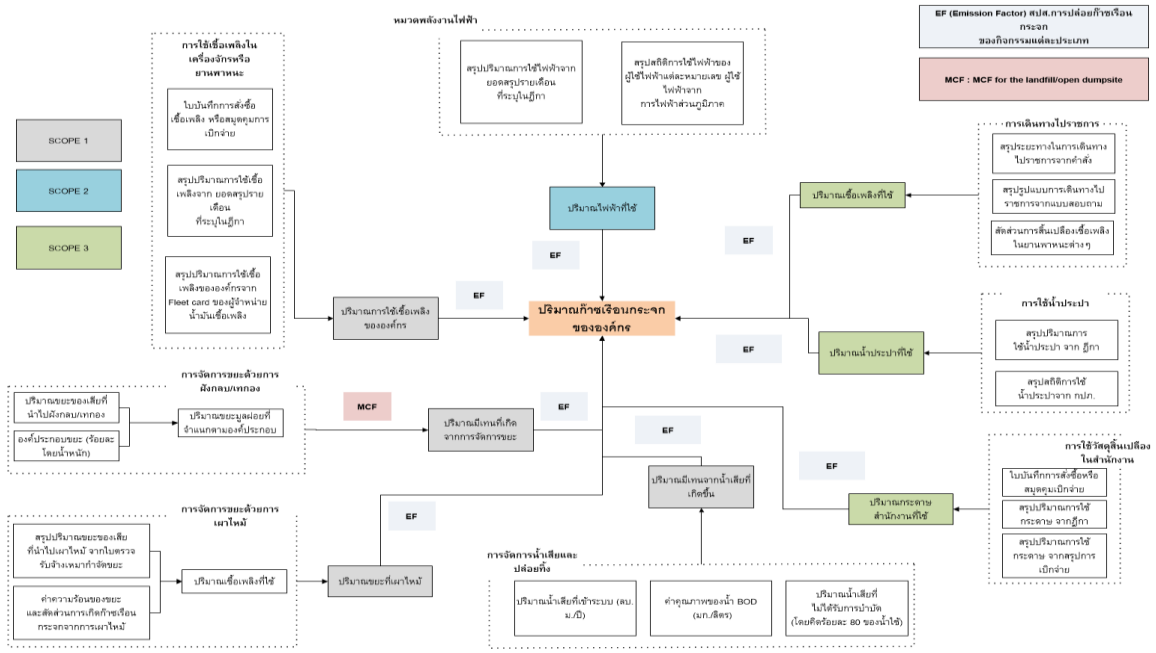 หมวดพลังงานไฟฟ้า
สรุปปริมาณการใช้ไฟฟ้าจาก
ยอดสรุปรายเดือน
ที่ระบุในฎีกา
สรุปสถิติการใช้ไฟฟ้าของ
ผู้ใช้ไฟฟ้าแต่ละหมายเลข ผู้ใช้
ไฟฟ้าจาก
การไฟฟ้าส่วนภูมิภาค
EF (Emission Factor) สปส.การปล่อยก๊าซเรือน
กระจก
ของกิจกรรมแต่ละประเภท
MCF : MCF for the landfill/open dumpsite
SCOPE 1
SCOPE 2
SCOPE 3
การใช้เชื้อเพลิงใน
เครื่องจักรหรือ
ยานพาหนะ
ใบบันทึกการสั่งซื้อ
เชื้อเพลิง หรือสมุดคุมการ
เบิกจ่าย
สรุปปริมาณการใช้เชื้อ
เพลิงจาก ยอดสรุปราย
เดือน
ที่ระบุในฎีกา
สรุปปริมาณการใช้เชื้อ
เพลิงขององค์กรจาก
Fleet card ของผู้จำหน่าย
น้ำมันเชื้อเพลิง
ปริมาณการใช้เชื้อเพลิง
ขององค์กร
EF
ปริมาณไฟฟ้าที่ใช้
EF
ปริมาณก๊าซเรือนกระจก
ขององค์กร
การเดินทางไปราชการ
สรุประยะทางในการเดินทาง
ไปราชการจากคำสั่ง
สรุปรูปแบบการเดินทางไป
ราชการจากแบบสอบถาม
สัดส่วนการสิ้นเปลืองเชื้อเพลิง
ในยานพาหนะต่างๆ
ปริมาณเชื้อเพลิงที่ใช้
EF
การใช้น้ำประปา
สรุปปริมาณการ
ใช้น้ำประปา จาก ฎีกา
สรุปสถิติการใช้
น้ำประปาจาก กปภ.
ปริมาณน้ำประปาที่ใช้
EF
การจัดการขยะด้วยการ
ฝังกลบ/เทกอง
ปริมาณขยะของเสียที่
นำไปฝังกลบ/เทกอง
องค์ประกอบขยะ (ร้อยละ
โดยน้ำหนัก)
ปริมาณขยะมูลฝอยที่
จำแนกตามองค์ประกอบ
MCF
ปริมาณมีเทนที่เกิด
จากการจัดการขยะ
EF
EF
ปริมาณมีเทนจากน้ำเสียที่
เกิดขึ้น
EF
ปริมาณกระดาษ
สำนักงานที่ใช้
การใช้วัสดุสิ้นเปลือง
ในสำนักงาน
ใบบันทึกการสั่งซื้อหรือ
สมุดคุมเบิกจ่าย
สรุปปริมาณการใช้
กระดาษ จากฎีกา
สรุปปริมาณการใช้
กระดาษ จากสรุปการ
เบิกจ่าย
การจัดการขยะด้วยการ
เผาไหม้
สรุปปริมาณขยะของเสีย
ที่นำไปเผาไหม้ จากใบตรวจ
รับจ้างเหมากำจัดขยะ
ค่าความร้อนของขยะ
และสัดส่วนการเกิดก๊าซเรือน
กระจกจากการเผาไหม้
ปริมาณเชื้อเพลิงที่ใช้
ปริมาณขยะที่เผาไหม้
EF
การจัดการน้ำเสียและ
ปล่อยทิ้ง
ปริมาณน้ำเสียที่เข้าระบบ (ลบ.
ม./ปี)
ค่าคุณภาพของน้ำ BOD
(มก./ลิตร)
ปริมาณน้ำเสียที่
ไม่ได้รับการบำบัด
(โดยคิดร้อยละ 80 ของน้ำใช้)